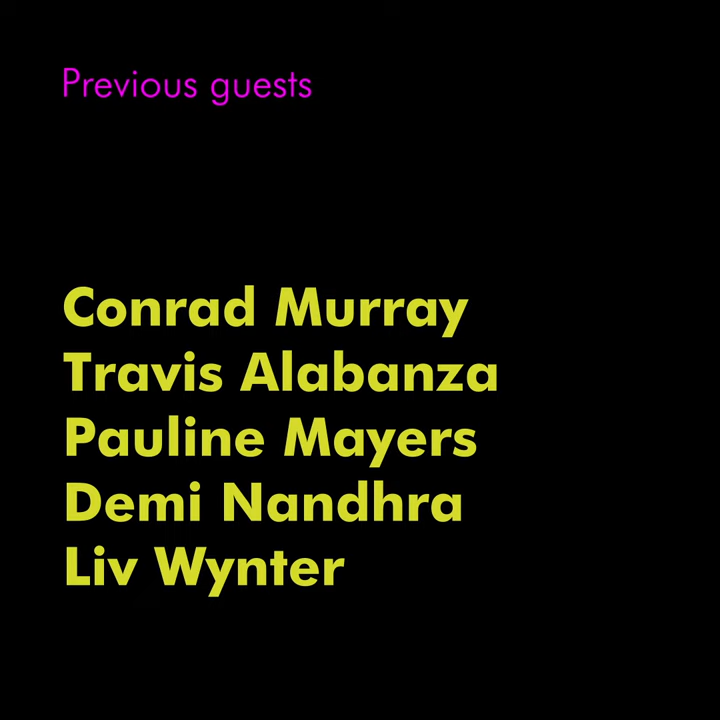 Previous guests
Conrad Murray
Travis Alabanza
Pauline Mayers
Demi Nandhra
Liv Wynter